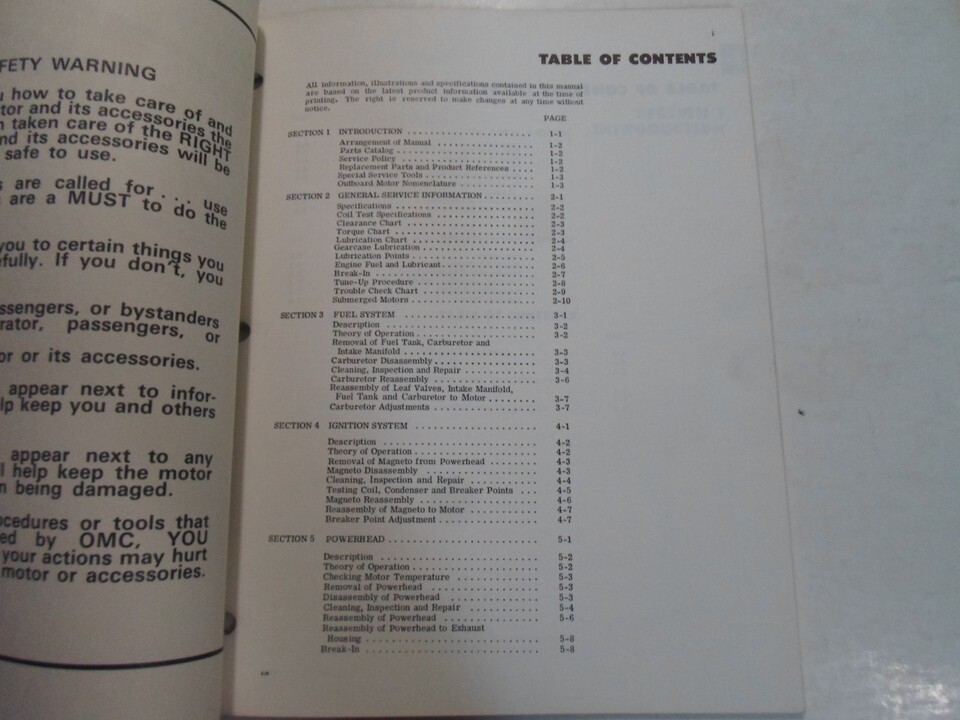 FETY WARNING
how to take care of and
tor and its accessories the
n taken care of the RIGHT
nd its accessories will be
safe to use.
s are called for . . . use
are a MUST to do the
you to certain things you
fully. If you don't, you
ssengers, or bystanders
rator, passengers, or
or or its accessories.
appear next to infor-
lp keep you and others
appear next to any
l help keep the motor
n being damaged.
ocedures or tools that
ed by OMC, YOU
your actions may hurt
motor or accessories.
i
TABLE OF CONTENTS
All information, illustrations and specifications contained in this manual
are based on the latest product information available at the time of
printing. The right is reserved to make changes at any time without
notice.
PAGE
SECTION 1 INTRODUCTION . . . . . . . . . . . . . . . . . . . . 1-1
Arrangement of Manual . . . . . . . . . . . . . . . 1-2
Parts Catalog . . . . . . . . . . . . . . . . . . . . . 1-2
Service Policy . . . . . . . . . . . . . . . . . . . . . 1-2
Replacement Parts and Product References . . . . 1-2
Special Service Tools . . . . . . . . . . . . . . . . . 1-3
Outboard Motor Nomenclature . . . . . . . . . . . . 1-3
SECTION 2 GENERAL SERVICE INFORMATION . . . . . . . . . 2-1
Specifications . . . . . . . . . . . . . . . . . . . . . 2-2
Coil Test Specifications . . . . . . . . . . . . . . . 2-2
Clearance Chart . . . . . . . . . . . . . . . . . . . . 2-3
Torque Chart . . . . . . . . . . . . . . . . . . . . . . 2-3
Lubrication Chart . . . . . . . . . . . . . . . . . . . 2-4
Gearcase Lubrication . . . . . . . . . . . . . . . . . 2-4
Lubrication Points . . . . . . . . . . . . . . . . . . . 2-5
Engine Fuel and Lubricant . . . . . . . . . . . . . . 2-6
Break-In . . . . . . . . . . . . . . . . . . . . . . . . 2-7
Tune-Up Procedure . . . . . . . . . . . . . . . . . . 2-8
Trouble Check Chart . . . . . . . . . . . . . . . . . 2-9
Submerged Motors . . . . . . . . . . . . . . . . . . 2-10
SECTION 3 FUEL SYSTEM . . . . . . . . . . . . . . . . . . . . 3-1
Description . . . . . . . . . . . . . . . . . . . . . . . 3-2
Theory of Operation . . . . . . . . . . . . . . . . . . 3-2
Removal of Fuel Tank, Carburetor and
Intake Manifold . . . . . . . . . . . . . . . . . . . . 3-3
Carburetor Disassembly . . . . . . . . . . . . . . . . 3-3
Cleaning, Inspection and Repair . . . . . . . . . . . 3-4
Carburetor Reassembly . . . . . . . . . . . . . . . . 3-6
Reassembly of Leaf Valves, Intake Manifold,
Fuel Tank and Carburetor to Motor . . . . . . . . 3-7
Carburetor Adjustments . . . . . . . . . . . . . . . . 3-7
SECTION 4 IGNITION SYSTEM . . . . . . . . . . . . . . . . . . 4-1
Description . . . . . . . . . . . . . . . . . . . . . . . 4-2
Theory of Operation . . . . . . . . . . . . . . . . . . 4-2
Removal of Magneto from Powerhead . . . . . . . . 4-3
Magneto Disassembly . . . . . . . . . . . . . . . . . 4-3
Cleaning, Inspection and Repair . . . . . . . . . . . 4-4
Testing Coil, Condenser and Breaker Points . . . 4-5
Magneto Reassembly . . . . . . . . . . . . . . . . . 4-6
Reassembly of Magneto to Motor . . . . . . . . . . 4-7
Breaker Point Adjustment . . . . . . . . . . . . . . . 4-7
SECTION 5 POWERHEAD . . . . . . . . . . . . . . . . . . . . . 5-1
Description . . . . . . . . . . . . . . . . . . . . . . . 5-2
Theory of Operation . . . . . . . . . . . . . . . . . . 5-2
Checking Motor Temperature . . . . . . . . . . . . 5-3
Removal of Powerhead . . . . . . . . . . . . . . . . 5-3
Disassembly of Powerhead . . . . . . . . . . . . . . 5-3
Cleaning, Inspection and Repair . . . . . . . . . . . 5-4
Reassembly of Powerhead . . . . . . . . . . . . . . 5-6
Reassembly of Powerhead to Exhaust
Housing . . . . . . . . . . . . . . . . . . . . . . . . . 5-8
Break-In . . . . . . . . . . . . . . . . . . . . . . . . . 5-8